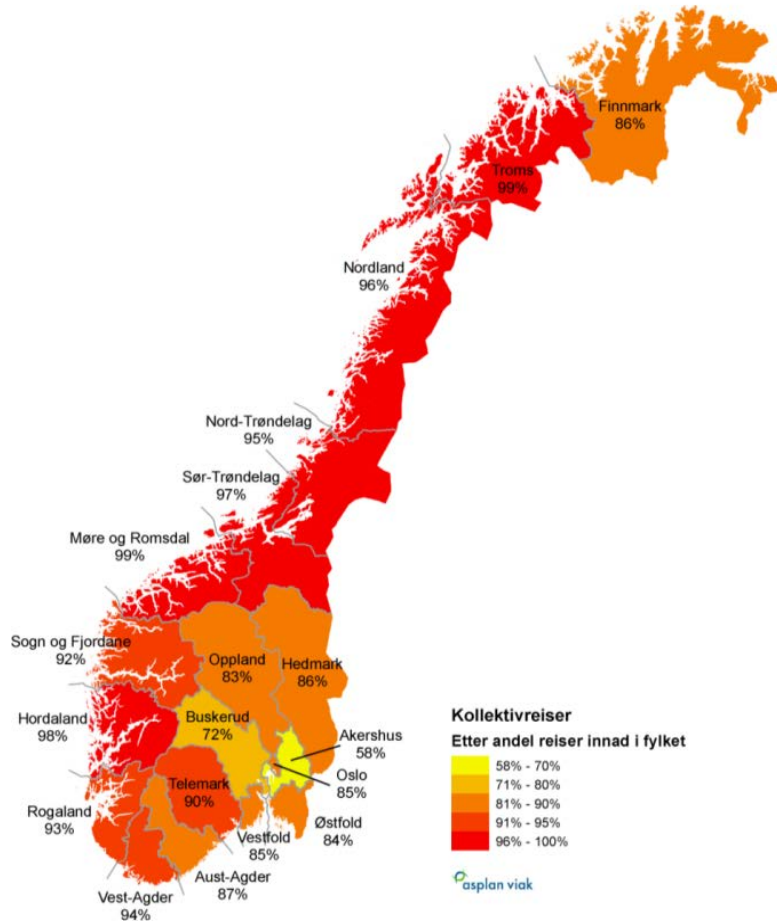 Finnmark
86%
Troms
99%
Nordland
96%
Nord-Trøndelag
95%
Sør-Trøndelag
97%
Møre og Romsdal
99%
Sogn og Fjordane
92%
Oppland
83%
Hedmark
86%
Hordaland
98%
Buskerud
72%
Akershus
58%
Oslo
85%
Telemark
90%
Rogaland
93%
Østfold
84%
Vestfold
85%
Aust-Agder
87%
Vest-Agder
94%
Kollektivreiser
Etter andel reiser innad i fylket
58% - 70%
71% - 80%
81% - 90%
91% - 95%
96% - 100%
asplan viak